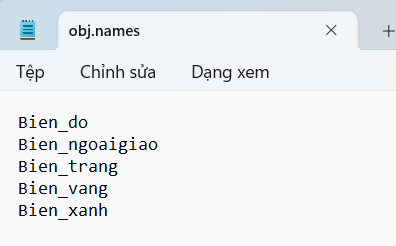 obj.names
Tệp Chỉnh sửa Dạng xem
Bien_do
Bien_ngoaigiao
Bien_trang
Bien_vang
Bien_xanh